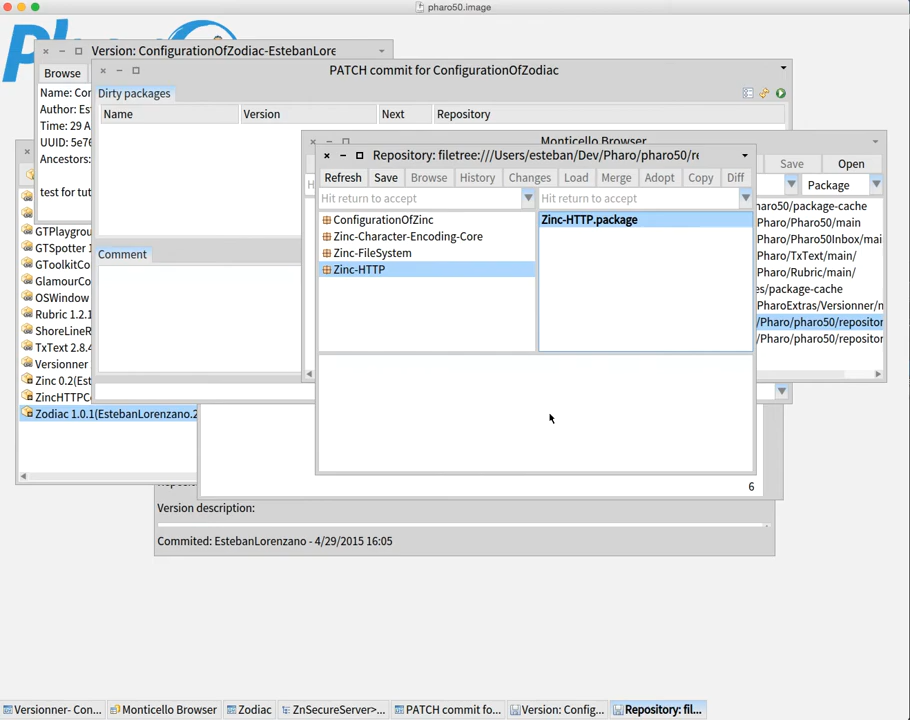 pharo50.image
Version: ConfigurationOfZodiac-EstebanLore
Browse
Name: Con
Author: Est
Time: 29 A
UUID: 5e76
Ancestors:
test for tut
PATCH commit for ConfigurationOfZodiac
Dirty packages
Name Version Next Repository
Comment
Monticello Browser
Save Open
Package
haro50/package-cache
Pharo/Pharo50/main
Pharo/Pharo50Inbox/mai
Pharo/TxText/main/
Pharo/Rubric/main/
es/package-cache
PharoExtras/Versionner/m
/Pharo/pharo50/repositor
/Pharo/pharo50/repositor
Repository: filetree:///Users/esteban/Dev/Pharo/pharo50/re
Refresh Save Browse History Changes Load Merge Adopt Copy Diff
Hit return to accept Hit return to accept
ConfigurationOfZinc
Zinc-Character-Encoding-Core
Zinc-FileSystem
Zinc-HTTP
Zinc-HTTP.package
GTPlaygrou
GTSpotter 1
GToolkitCo
GlamourCo
OSWindow
Rubric 1.2.1
ShoreLineR
TxText 2.8.4
Versionner
Zinc 0.2(Est
ZincHTTPCo
Zodiac 1.0.1(EstebanLorenzano.2
6
Version description:
Commited: EstebanLorenzano - 4/29/2015 16:05
Versionner- Con... Monticello Browser Zodiac ZnSecureServer>... PATCH commit fo... Version: Config... Repository: fil...